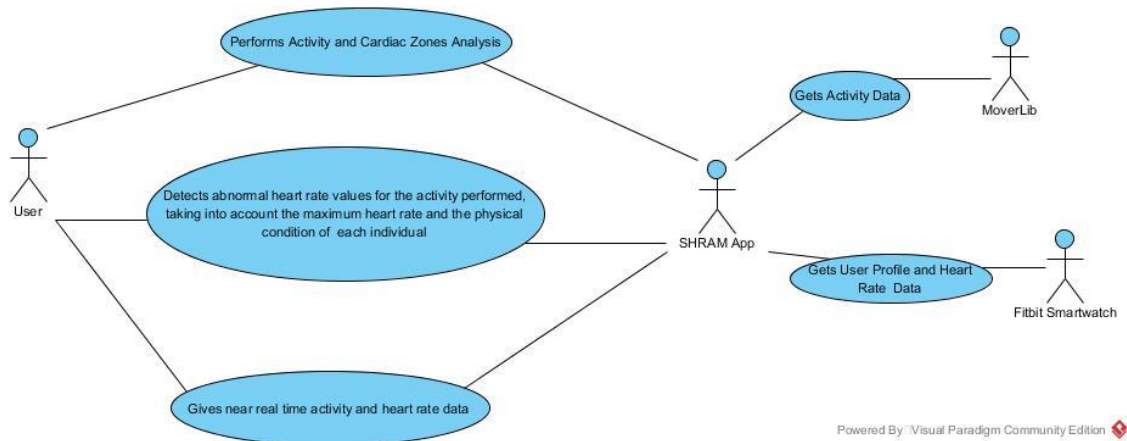 Performs Activity and Cardiac Zones Analysis
Gets Activity Data
MoverLib
User
Detects abnormal heart rate values for the activity performed,
taking into account the maximum heart rate and the physical
condition of each individual
SHRAM App
Gets User Profile and Heart
Rate Data
Fitbit Smartwatch
Gives near real time activity and heart rate data
Powered By Visual Paradigm Community Edition